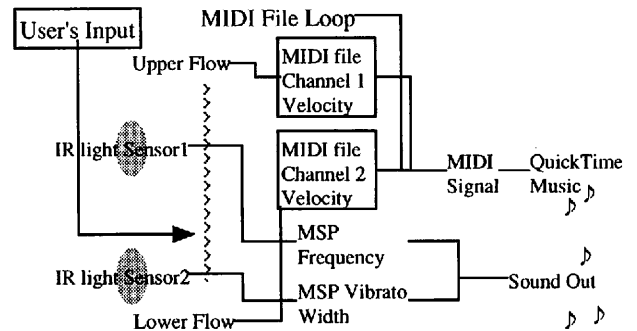 User's Input
MIDI File Loop
Upper Flow
MIDI file
Channel 1
Velocity
IR light Sensor1
MIDI file
Channel 2
Velocity
MIDI
Signal
QuickTime
Music
MSP
Frequency
IR light Sensor2
MSP Vibrato
Width
Sound Out
Lower Flow